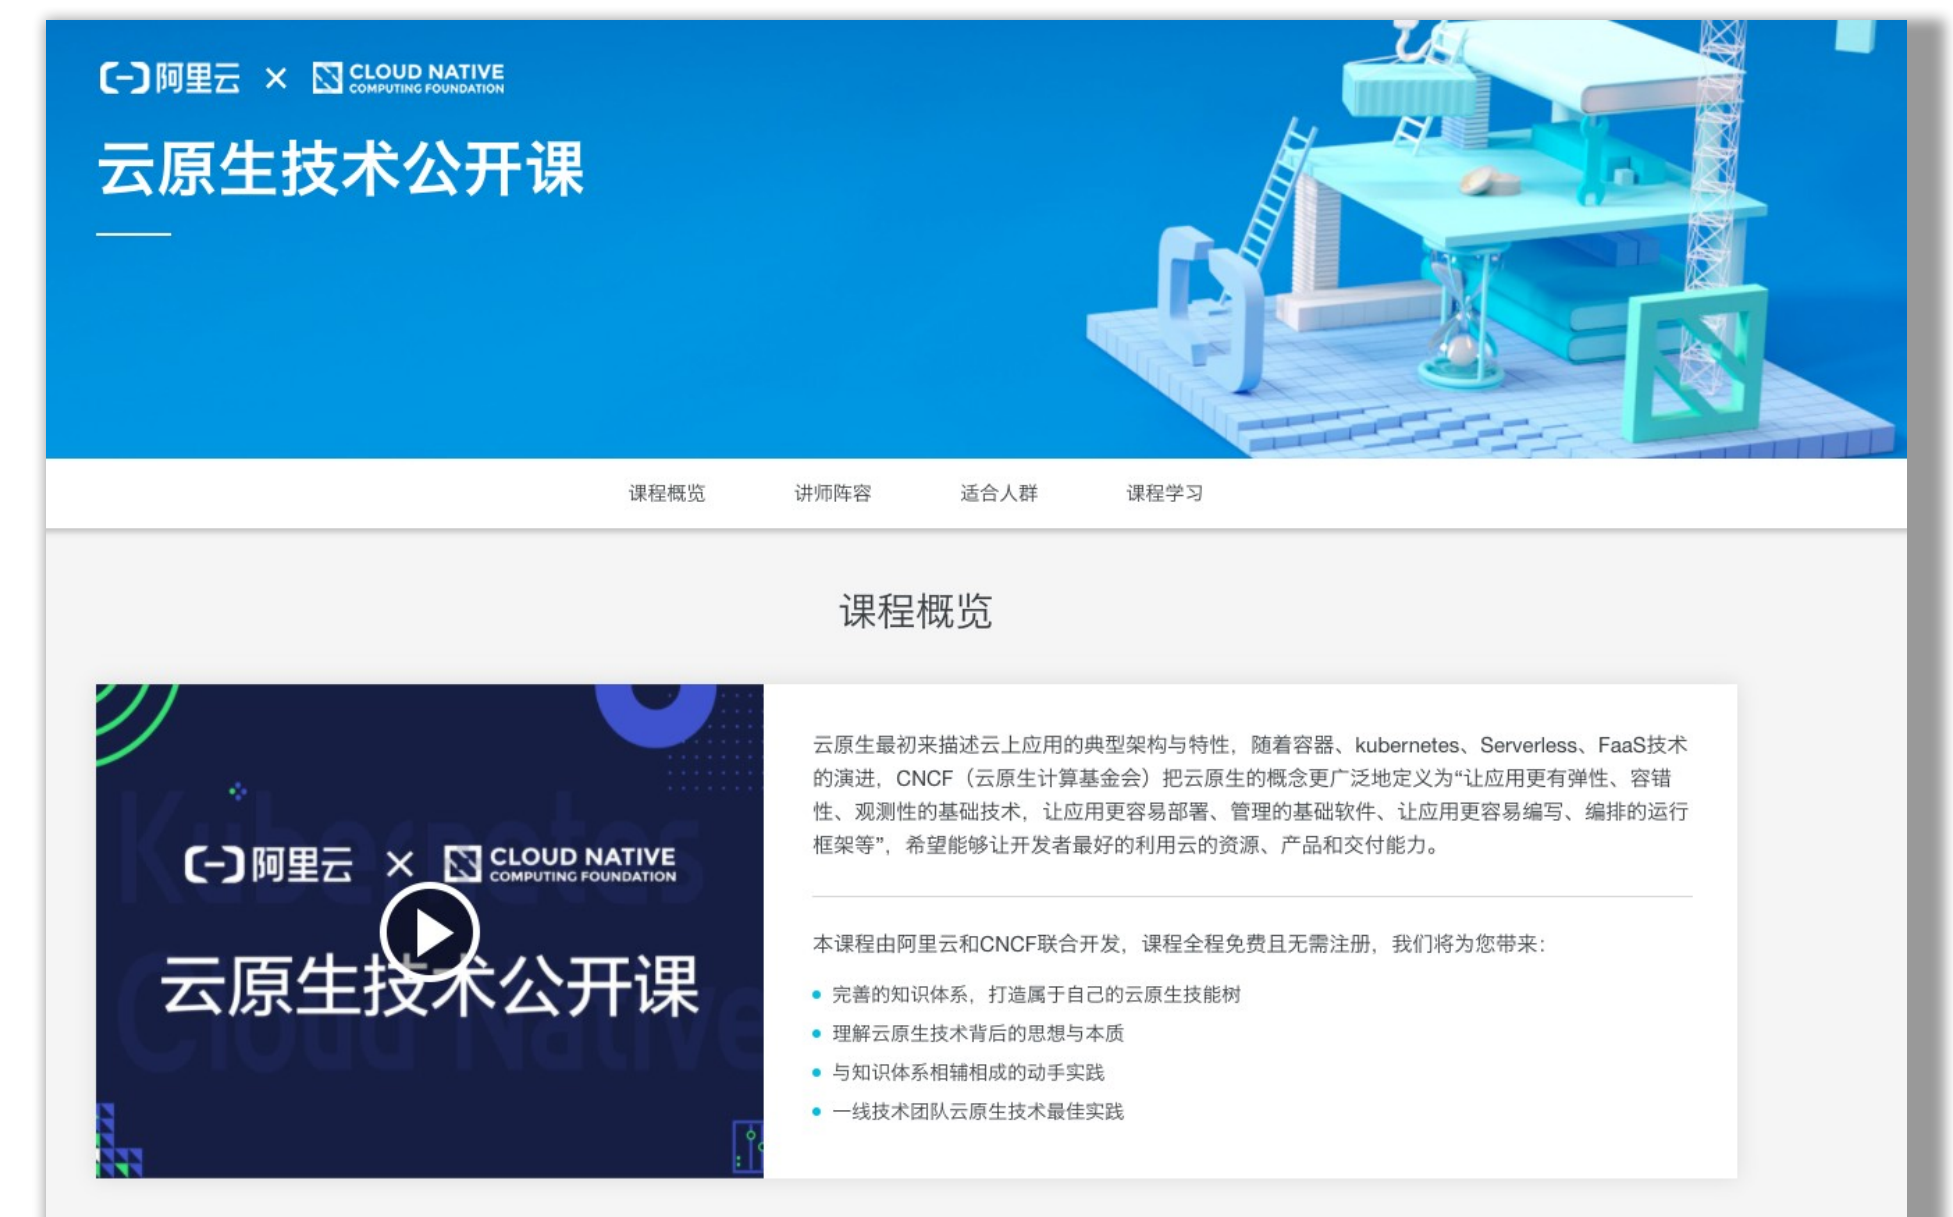 阿里云 × CLOUD NATIVE
COMPUTING FOUNDATION
云原生技术公开课
课程概览 讲师阵容 适合人群 课程学习
课程概览
Kubernetes
Cloud Native
阿里云 × CLOUD NATIVE
COMPUTING FOUNDATION
云原生技术公开课
云原生最初来描述云上应用的典型架构与特性，随着容器、kubernetes、Serverless、FaaS技术
的演进，CNCF（云原生计算基金会）把云原生的概念更广泛地定义为“让应用更有弹性、容错
性、观测性的基础技术，让应用更容易部署、管理的基础软件、让应用更容易编写、编排的运行
框架等”，希望能够让开发者最好的利用云的资源、产品和交付能力。
本课程由阿里云和CNCF联合开发，课程全程免费且无需注册，我们将为您带来：
完善的知识体系，打造属于自己的云原生技能树
理解云原生技术背后的思想与本质
与知识体系相辅相成的动手实践
一线技术团队云原生技术最佳实践